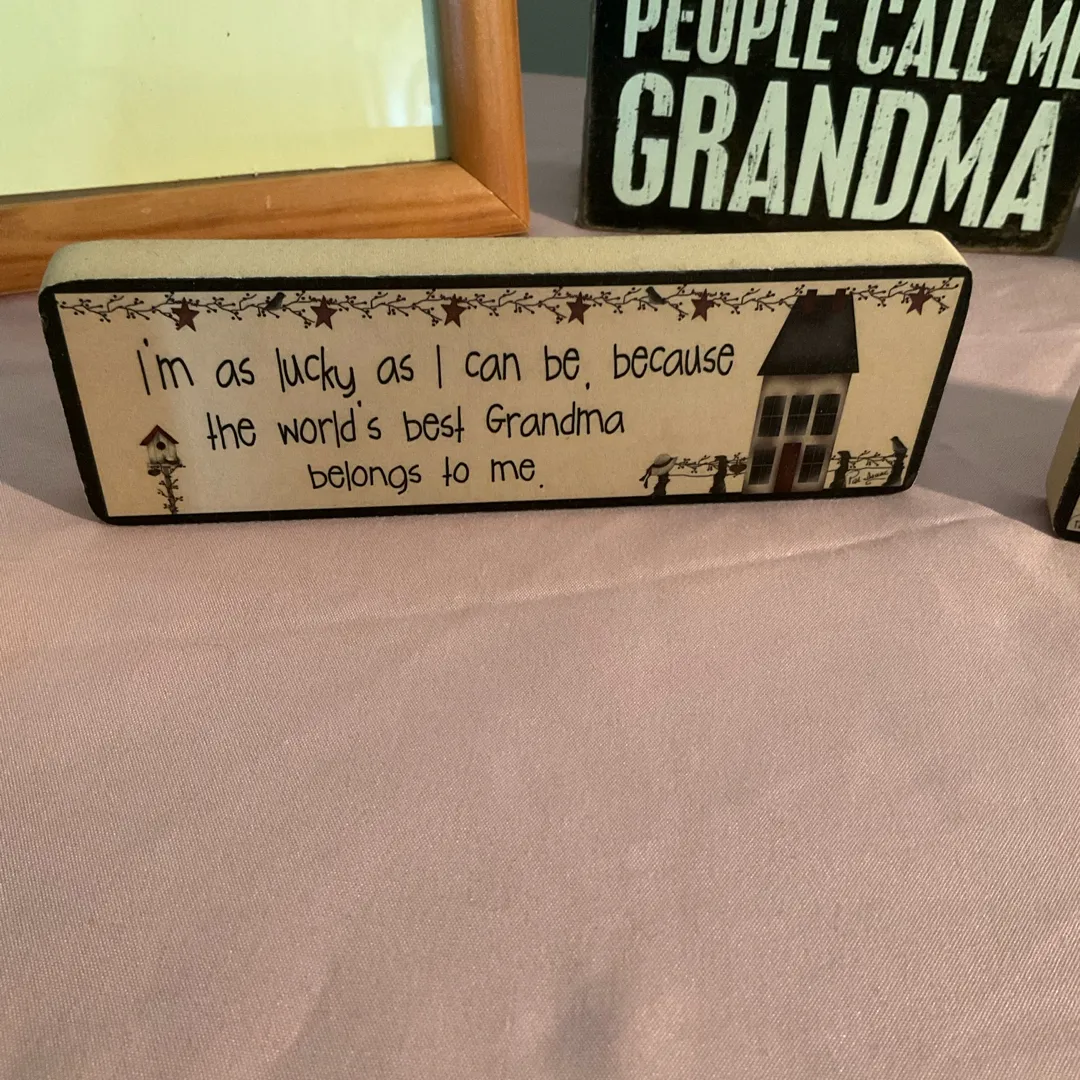 PEOPLE CALL ME
GRANDMA
I'm as lucky as I can be, because
the world's best Grandma
belongs to me.